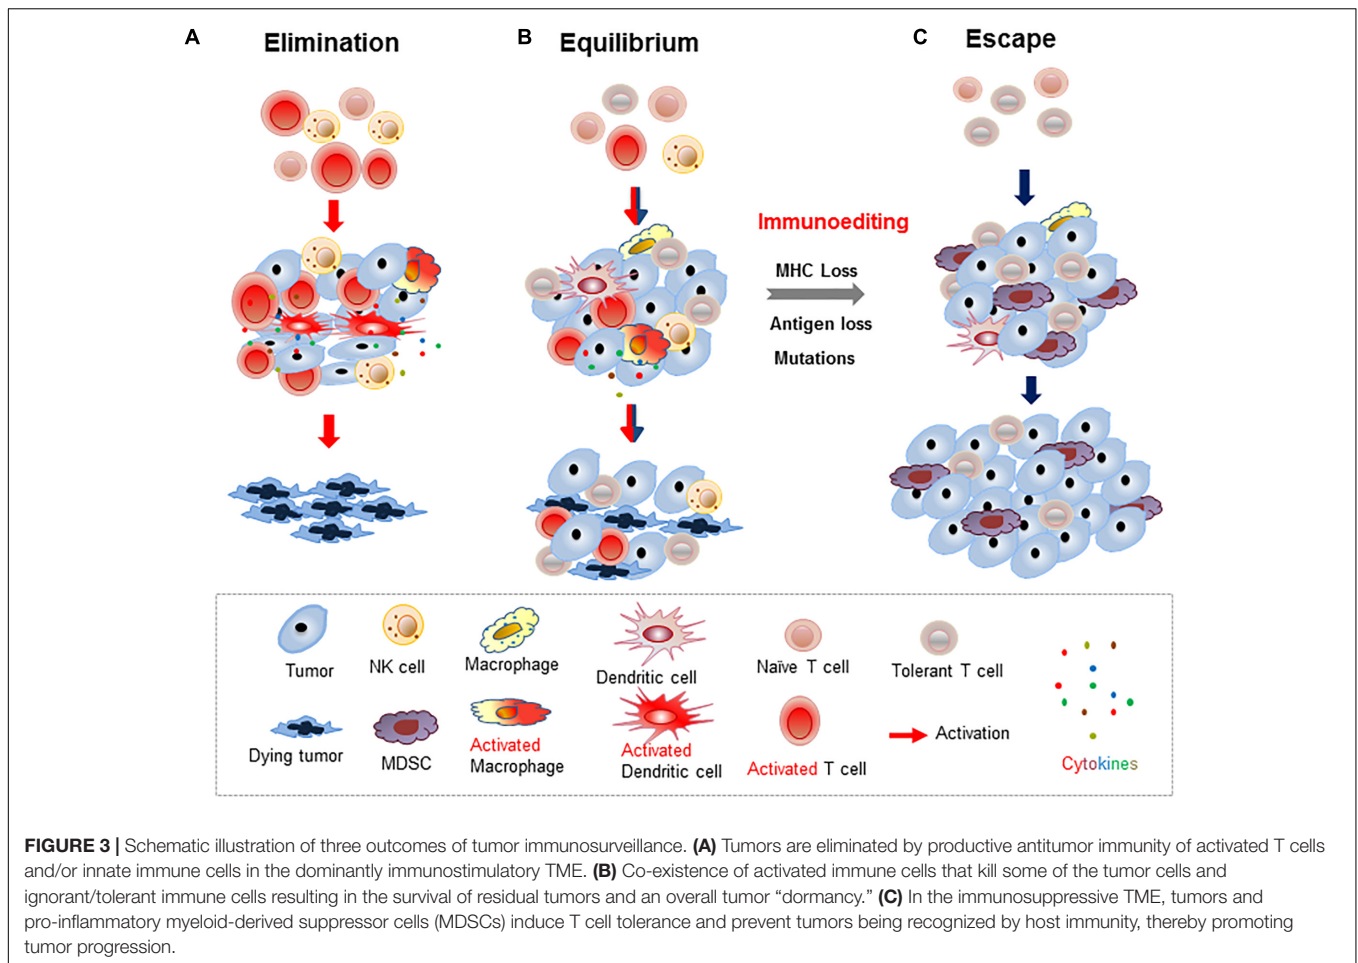 A
Elimination
B
Equilibrium
C
Escape
Immunoediting
MHC Loss
Antigen loss
Mutations
Tumor
NK cell
Macrophage
Dendritic cell
Naïve T cell
Tolerant T cell
Dying tumor
MDSC
Activated
Macrophage
Activated
Dendritic cell
Activated T cell
Activation
Cytokines
FIGURE 3 | Schematic illustration of three outcomes of tumor immunosurveillance. (A) Tumors are eliminated by productive antitumor immunity of activated T cells
and/or innate immune cells in the dominantly immunostimulatory TME. (B) Co-existence of activated immune cells that kill some of the tumor cells and
ignorant/tolerant immune cells resulting in the survival of residual tumors and an overall tumor “dormancy.” (C) In the immunosuppressive TME, tumors and
pro-inflammatory myeloid-derived suppressor cells (MDSCs) induce T cell tolerance and prevent tumors being recognized by host immunity, thereby promoting
tumor progression.